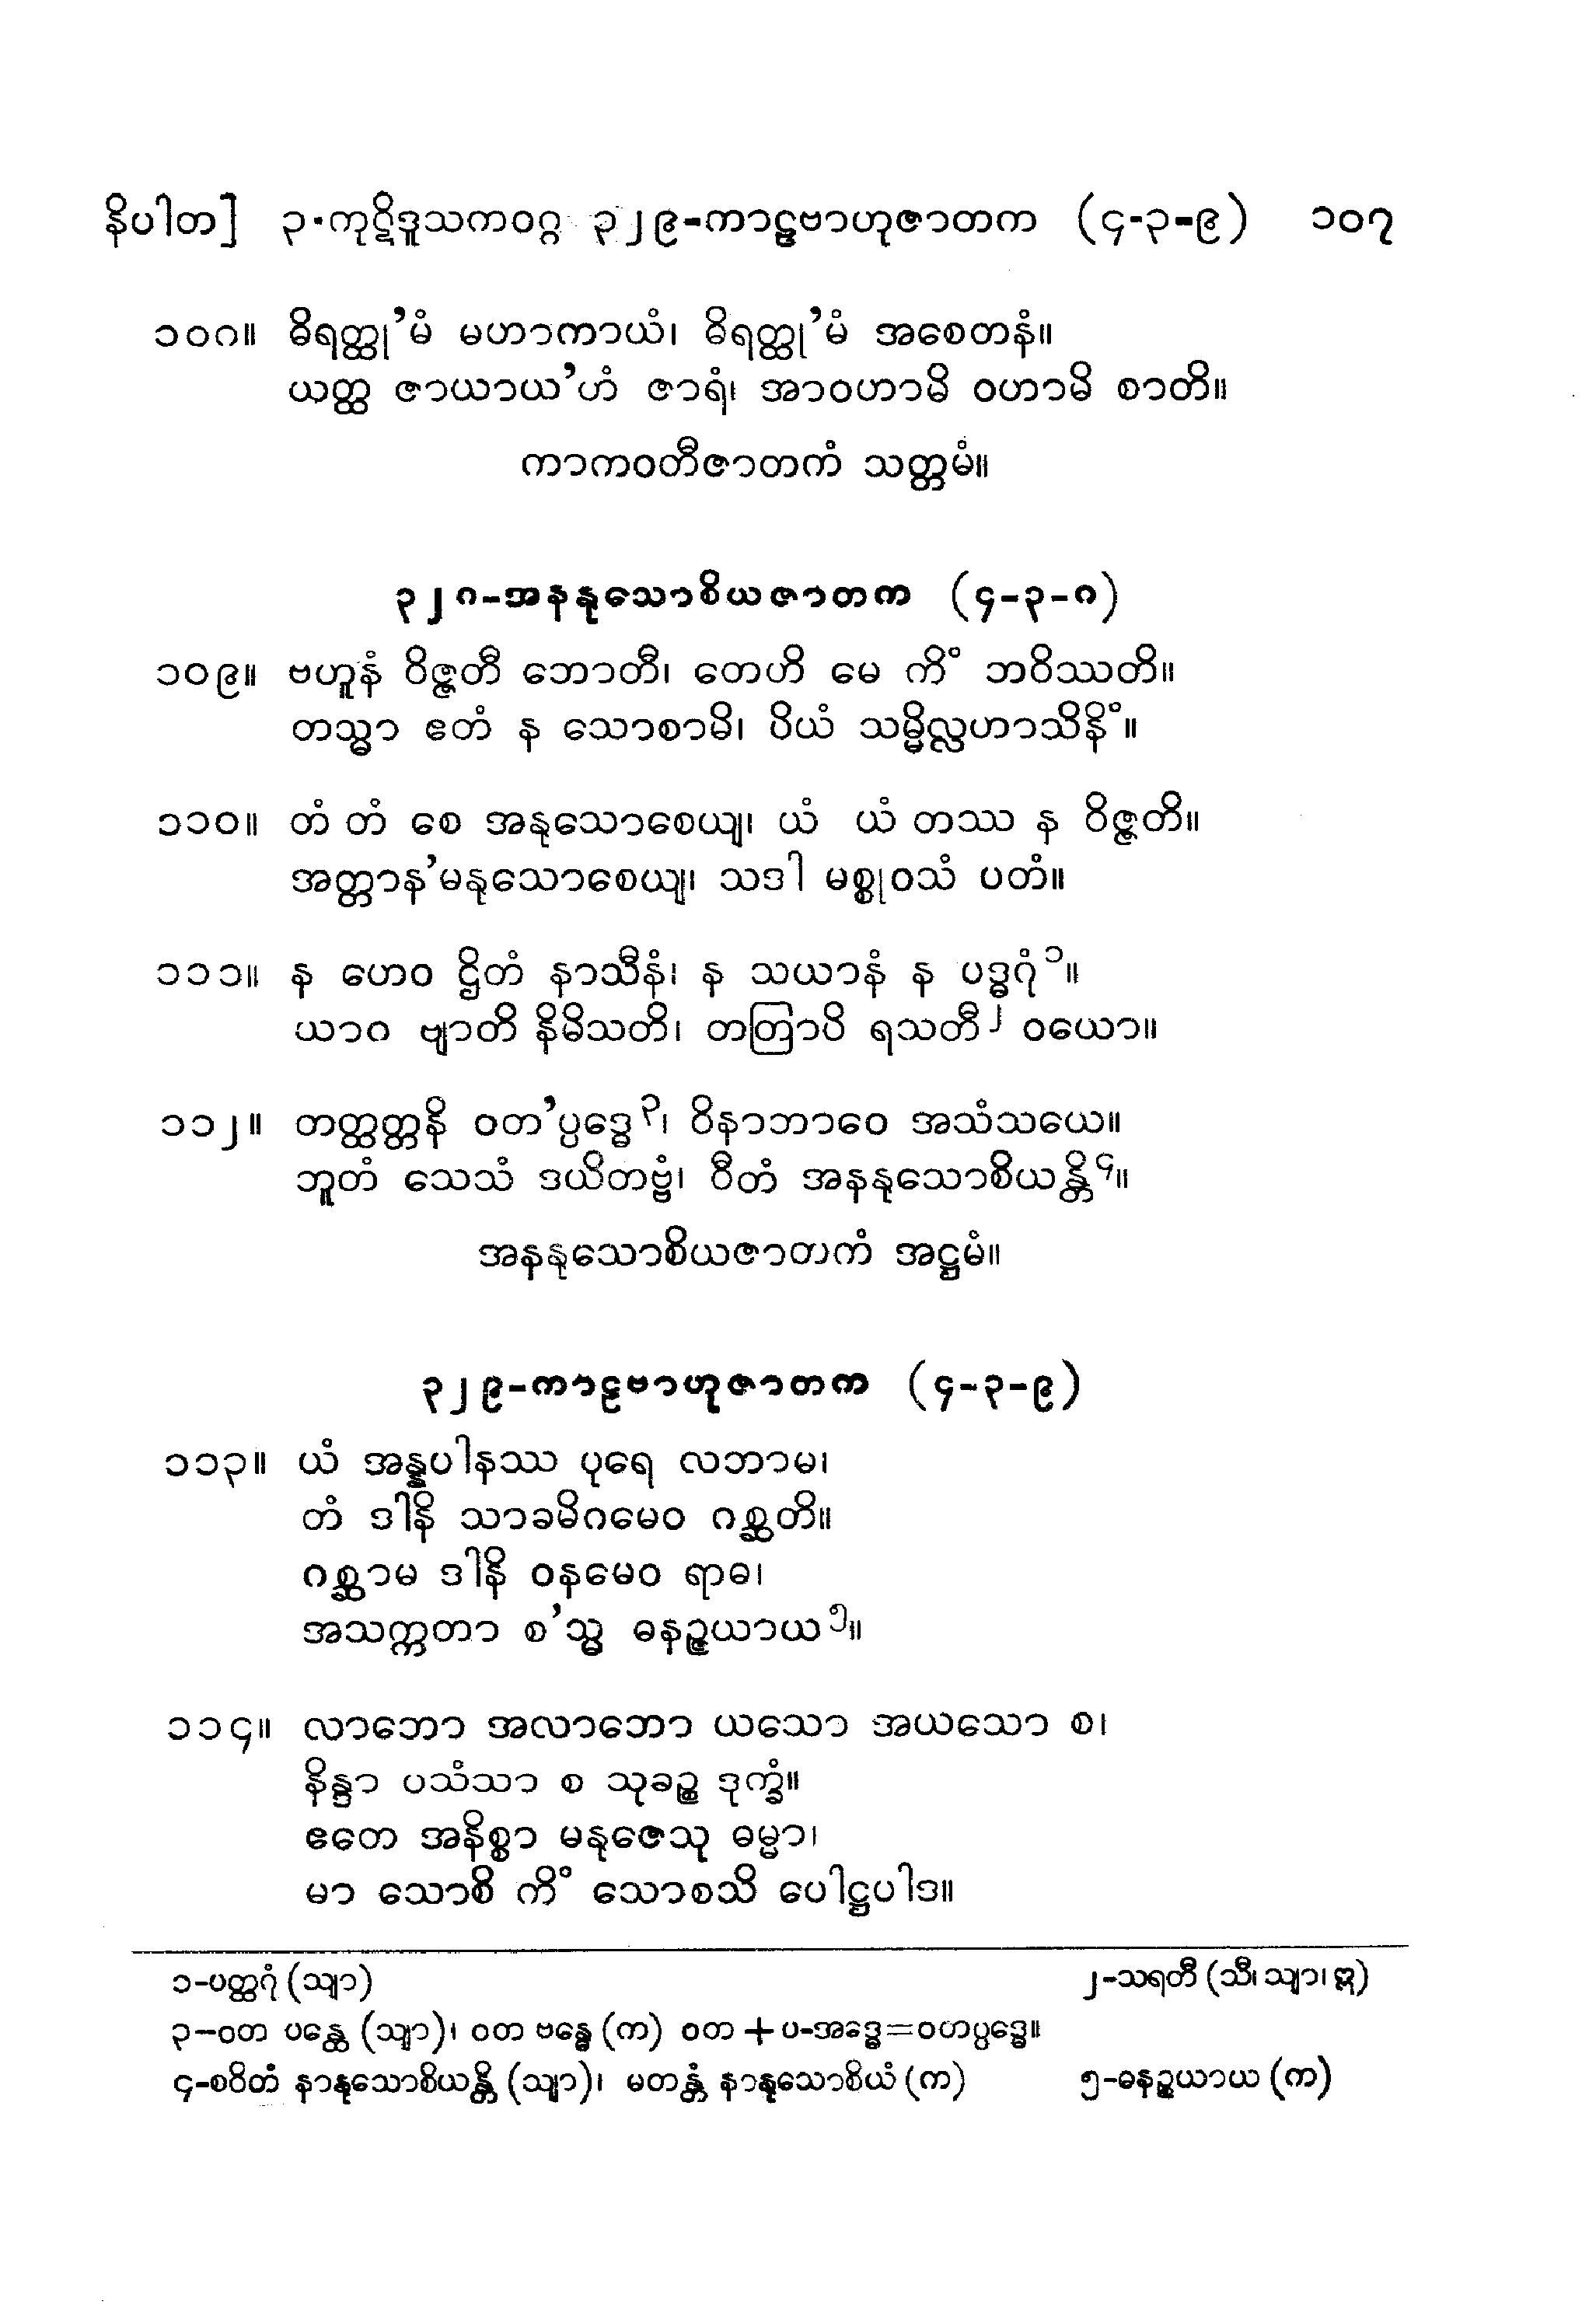 နိပါတ] ၃-ကုဋိဒူသကဝဂ္ဂ ၃၂၉-ကာဠဗာဟုဇာတက (၄-၃-၉) ၁၀၇
၁၀၈။ ဓိရတ္ထု’မံ မဟာကာယံ၊ ဓိရတ္ထု’မံ အစေတနံ။
ယတ္ထ ဇာယာယ’ဟံ ဇာရံ၊ အာဝဟာမိ ဝဟာမိ စာတိ။
ကာကဝတီဇာတကံ သတ္တမံ။
၃၂၈-အနနုသောစိယဇာတက (၄-၃-၈)
၁၀၉။ ဗဟူနံ ဝိဇ္ဇတီ ဘောတီ၊ တေဟိ မေ ကိံ ဘဝိဿတိ။
တသ္မာ ဧတံ န သောစာမိ၊ ပိယံ သမ္မိလ္လဟာသိနိံ။
၁၁၀။ တံ တံ စေ အနုသောစေယျ၊ ယံ ယံ တဿ န ဝိဇ္ဇတိ။
အတ္တာန’မနုသောစေယျ၊ သဒါ မစ္စုဝသံ ပတံ။
၁၁၁။ န ဟေဝ ဌိတံ နာသီနံ၊ န သယာနံ န ပဒ္ဓဂုံ ၁။
ယာဝ ဗျာတိ နိမိသတိ၊ တတြာပိ ရသတီ ၂ ဝယော။
၁၁၂။ တတ္ထတ္တနိ ဝတ’ပ္ပဒ္ဓေ ၃၊ ဝိနာဘာဝေ အသံသယေ။
ဘူတံ သေသံ ဒယိတဗ္ဗံ၊ ဝီတံ အနနုသောစိယန္တိ ၄။
အနနုသောစိယဇာတကံ အဋ္ဌမံ။
၃၂၉-ကာဠဗာဟုဇာတက (၄-၃-၉)
၁၁၃။ ယံ အန္နပါနဿ ပုရေ လဘာမ၊
တံ ဒါနိ သာခမိဂမေဝ ဂစ္ဆတိ။
ဂစ္ဆာမ ဒါနိ ဝနမေဝ ရာဓ၊
အသက္ကတာ စ’သ္မ ဓနဉ္ဇယာယ ၅။
၁၁၄။ လာဘော အလာဘော ယသော အယသော စ၊
နိန္ဒာ ပသံသာ စ သုခဉ္စ ဒုက္ခံ။
ဧတေ အနိစ္စာ မနုဇေသု ဓမ္မာ၊
မာ သောစိ ကိံ သောစသိ ပေါဋ္ဌပါဒ။
၁-ပတ္ထဂုံ (သျာ) ၂-သရတီ (သီ၊ သျာ၊ ဣ)
၃-ဝတ ပန္ထေ (သျာ)၊ ဝတ ဗန္ဓေ (က) ဝတ + ပ-အဒ္ဓေ=ဝတပ္ပဒ္ဓေ။
၄-စဝိတံ နာနုသောစိယန္တိ (သျာ)၊ မတန္တံ နာနုသောစိယံ (က) ၅-ဓနဉ္စယာယ (က)